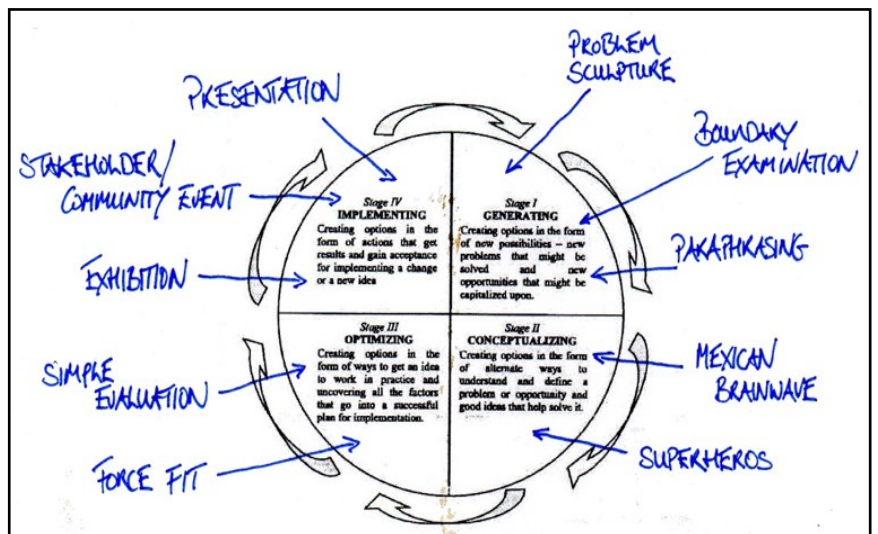 PROBLEM
SCULPTURE
PRESENTATION
BOUNDARY
EXAMINATION
STAKEHOLDER/
COMMUNITY EVENT
Stage IV
IMPLEMENTING
Creating options in the
form of actions that get
results and gain acceptance
for implementing a change
or a new idea
Stage I
GENERATING
Creating options in the form
of new possibilities – new
problems that might be
solved and new
opportunities that might be
capitalized upon.
PARAPHRASING
EXHIBITION
Stage III
OPTIMIZING
Creating options in the
form of ways to get an idea
to work in practice and
uncovering all the factors
that go into a successful
plan for implementation.
Stage II
CONCEPTUALIZING
Creating options in the form
of alternate ways to
understand and define a
problem or opportunity and
good ideas that help solve it.
MEXICAN
BRAINWAVE
SIMPLE
EVALUATION
SUPERHEROS
FORCE FIT